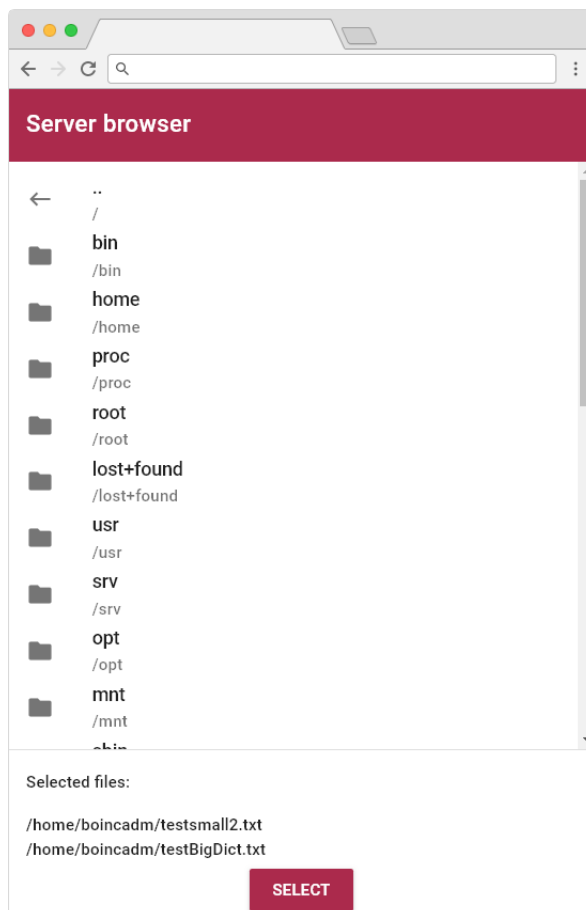 Server browser
..
/
bin
/bin
home
/home
proc
/proc
root
/root
lost+found
/lost+found
usr
/usr
srv
/srv
opt
/opt
mnt
/mnt
Selected files:
/home/boincadm/testsmall2.txt
/home/boincadm/testBigDict.txt
SELECT